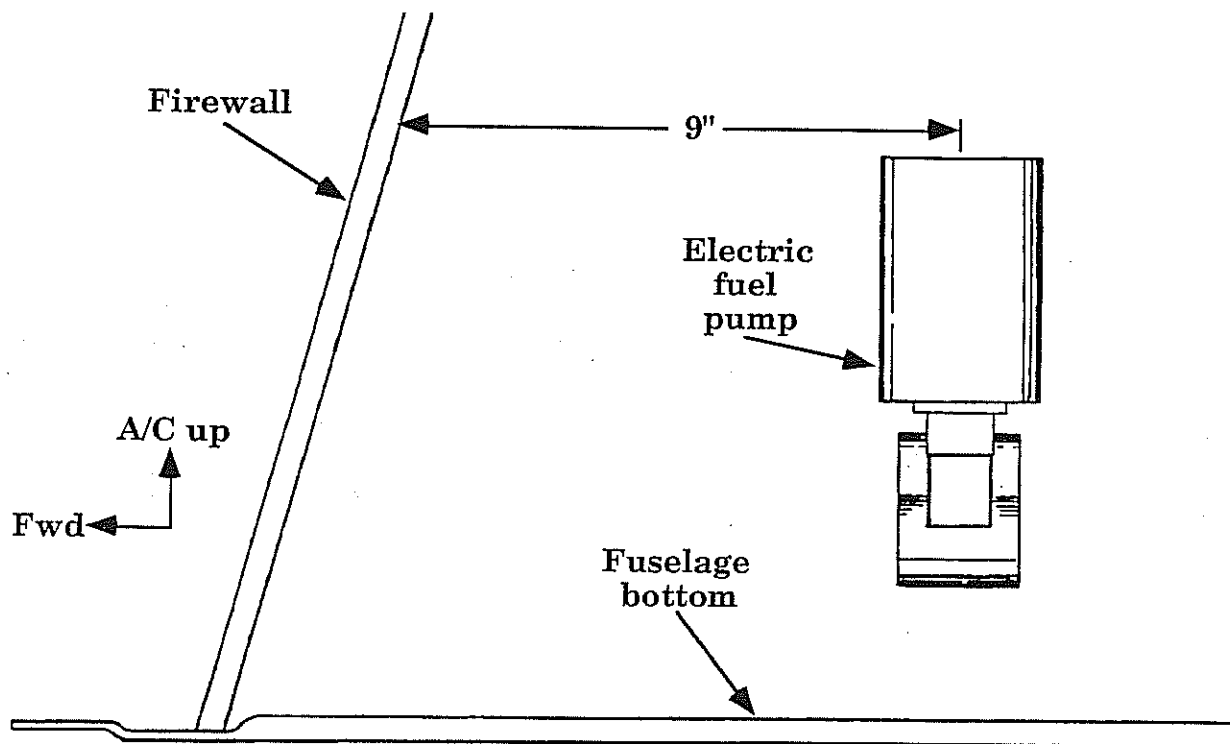 Firewall
9"
Electric
fuel
pump
A/C up
Fwd
Fuselage
bottom